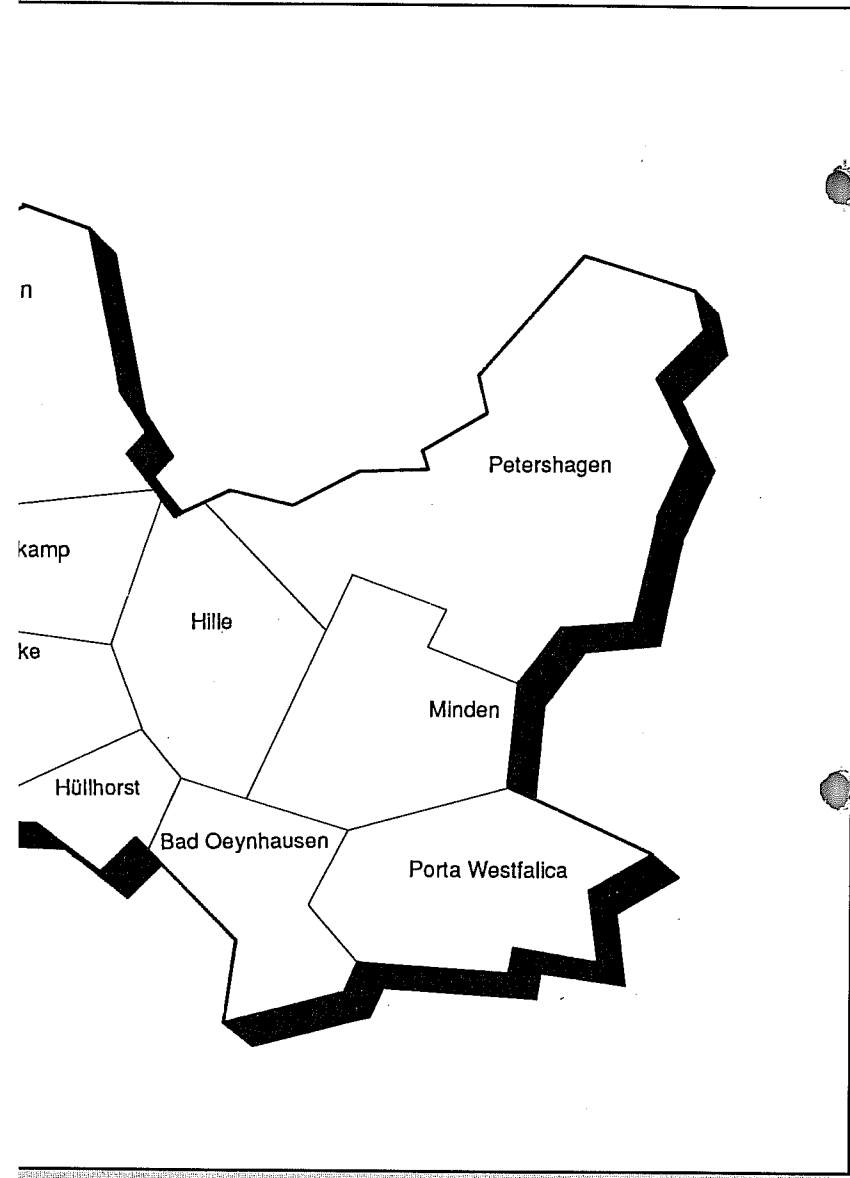 n
Petershagen
kamp
Hille
ke
Minden
Hüllhorst
Bad Oeynhausen
Porta Westfalica